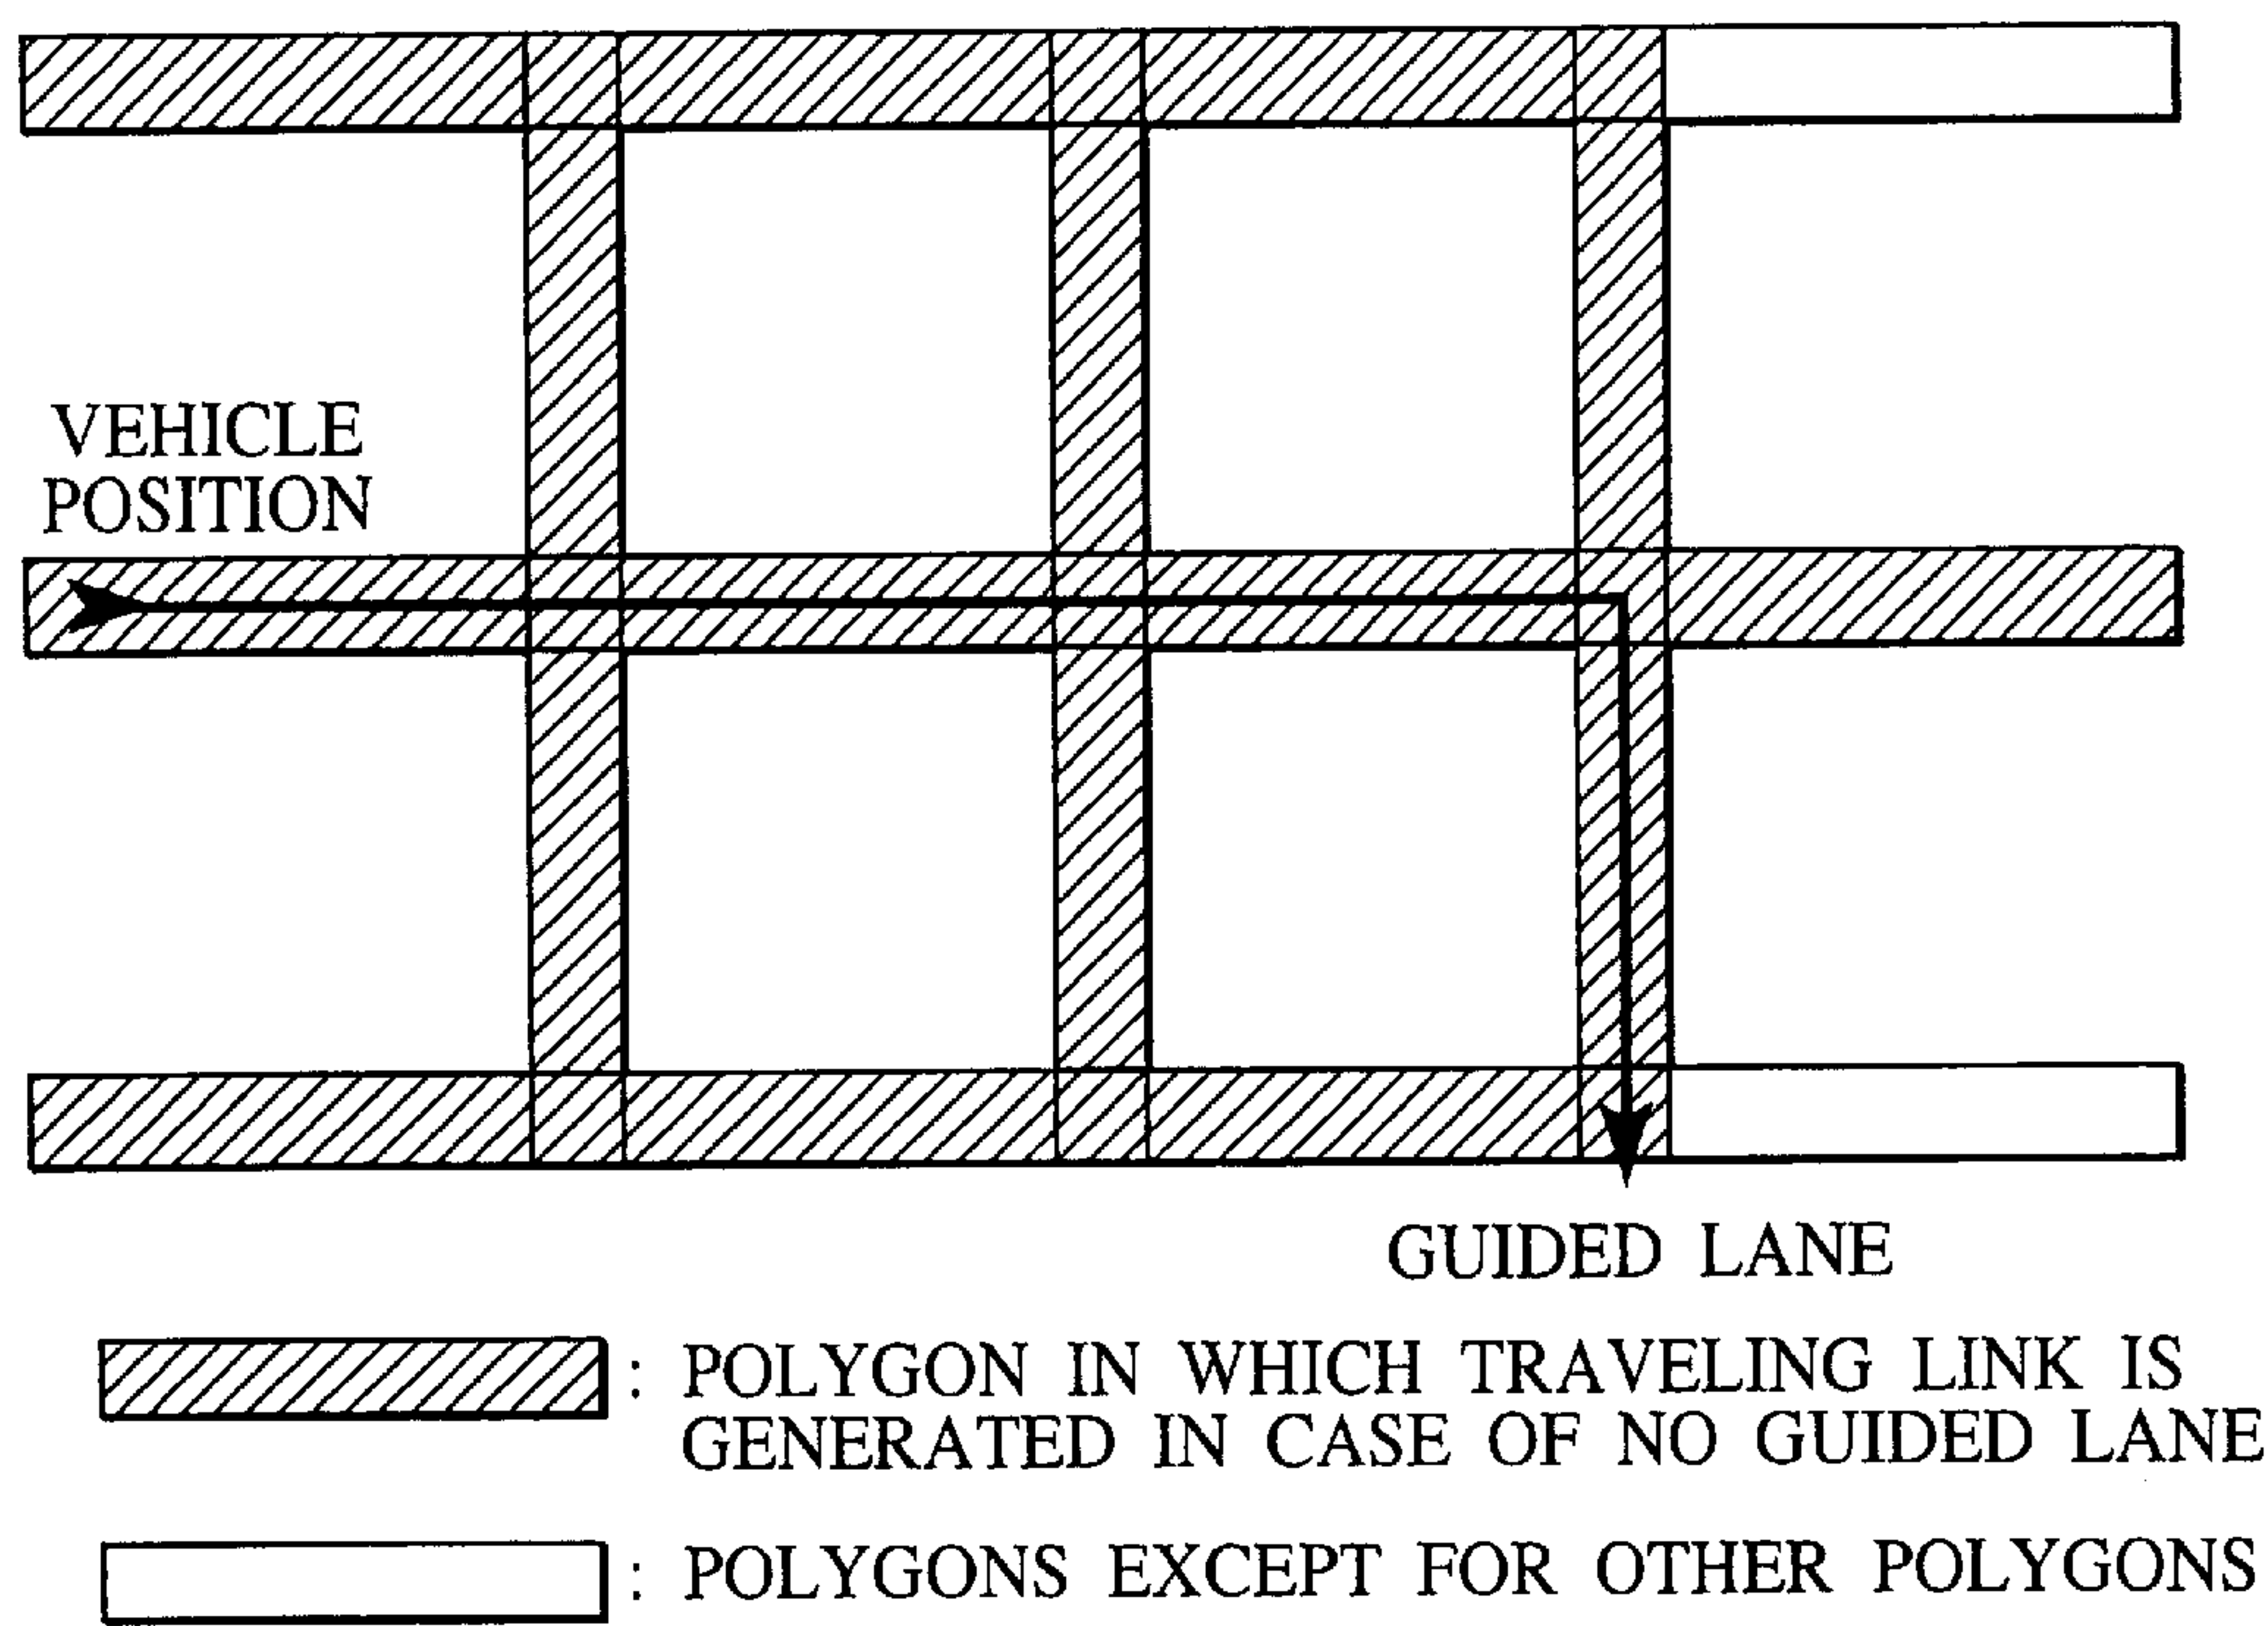 VEHICLE
POSITION
GUIDED LANE
: POLYGON IN WHICH TRAVELING LINK IS
GENERATED IN CASE OF NO GUIDED LANE
: POLYGONS EXCEPT FOR OTHER POLYGONS